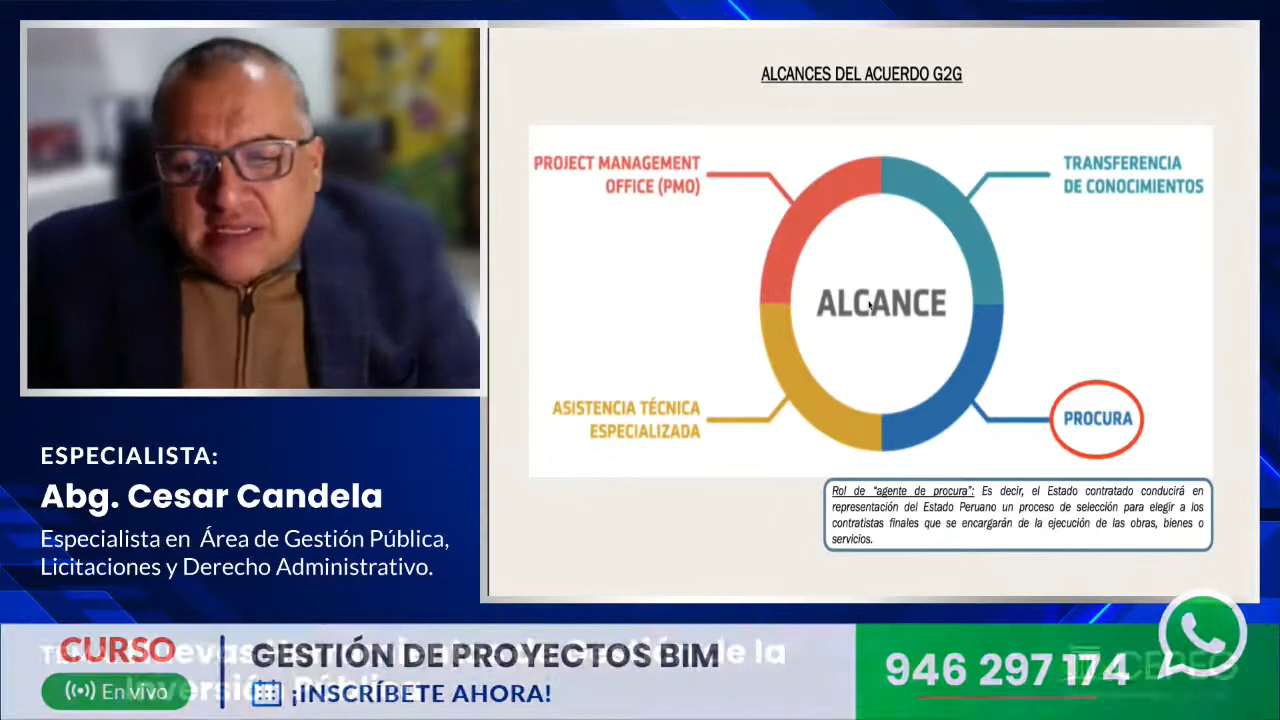 ALCANCES DEL ACUERDO G2G
PROJECT MANAGEMENT
OFFICE (PMO)
TRANSFERENCIA
DE CONOCIMIENTOS
ALCANCE
ASISTENCIA TÉCNICA
ESPECIALIZADA
PROCURA
Rol de “agente de procura”: Es decir, el Estado contratado conducirá en
representación del Estado Peruano un proceso de selección para elegir a los
contratistas finales que se encargarán de la ejecución de las obras, bienes o
servicios.
ESPECIALISTA:
Abg. Cesar Candela
Especialista en Área de Gestión Pública,
Licitaciones y Derecho Administrativo.
CURSO
En vivo
GESTIÓN DE PROYECTOS BIM
¡INSCRÍBETE AHORA!
946 297 174